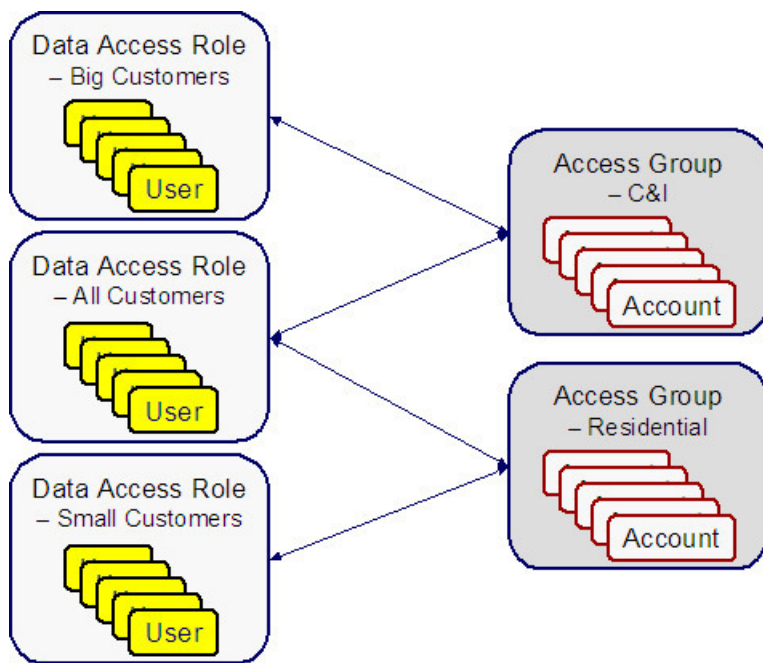 Data Access Role
– Big Customers
User
Data Access Role
– All Customers
User
Data Access Role
– Small Customers
User
Access Group
– C&I
Account
Access Group
– Residential
Account